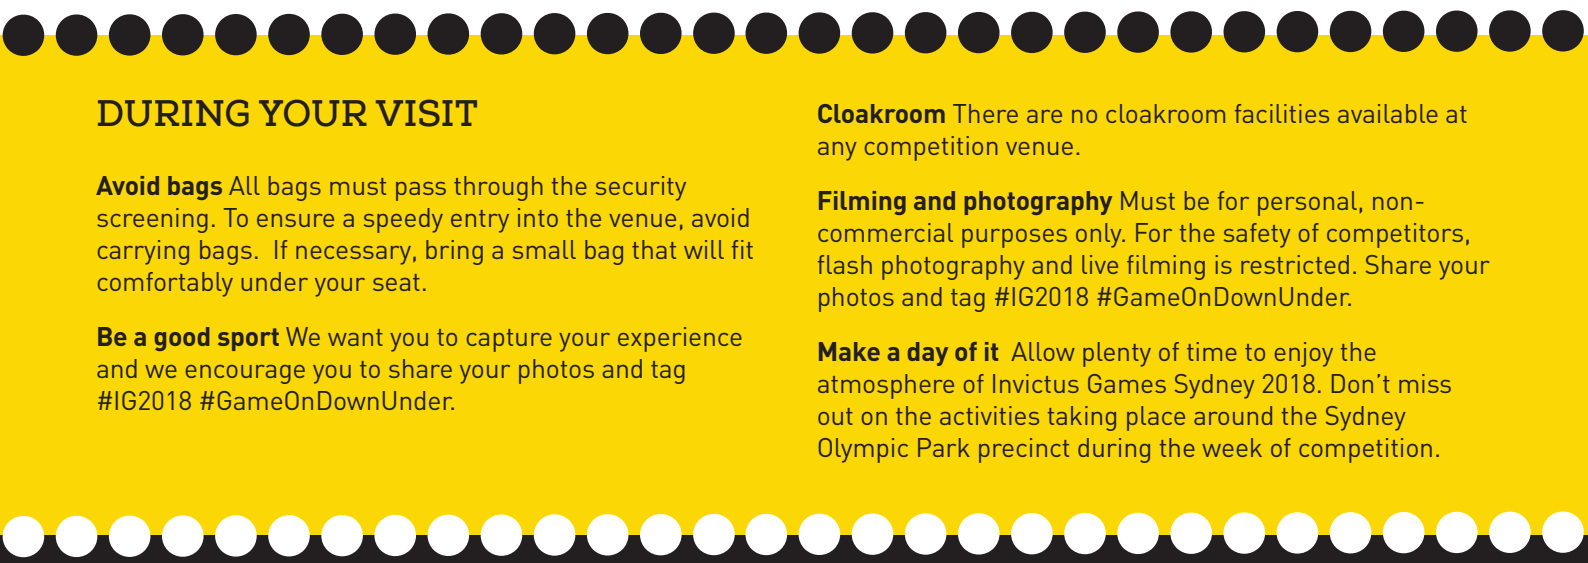 DURING YOUR VISIT
Avoid bags All bags must pass through the security
screening. To ensure a speedy entry into the venue, avoid
carrying bags.  If necessary, bring a small bag that will fit
comfortably under your seat.
Be a good sport We want you to capture your experience
and we encourage you to share your photos and tag
#IG2018 #GameOnDownUnder.
Cloakroom There are no cloakroom facilities available at
any competition venue.
Filming and photography Must be for personal, non-
commercial purposes only. For the safety of competitors,
flash photography and live filming is restricted. Share your
photos and tag #IG2018 #GameOnDownUnder.
Make a day of it  Allow plenty of time to enjoy the
atmosphere of Invictus Games Sydney 2018. Don’t miss
out on the activities taking place around the Sydney
Olympic Park precinct during the week of competition.